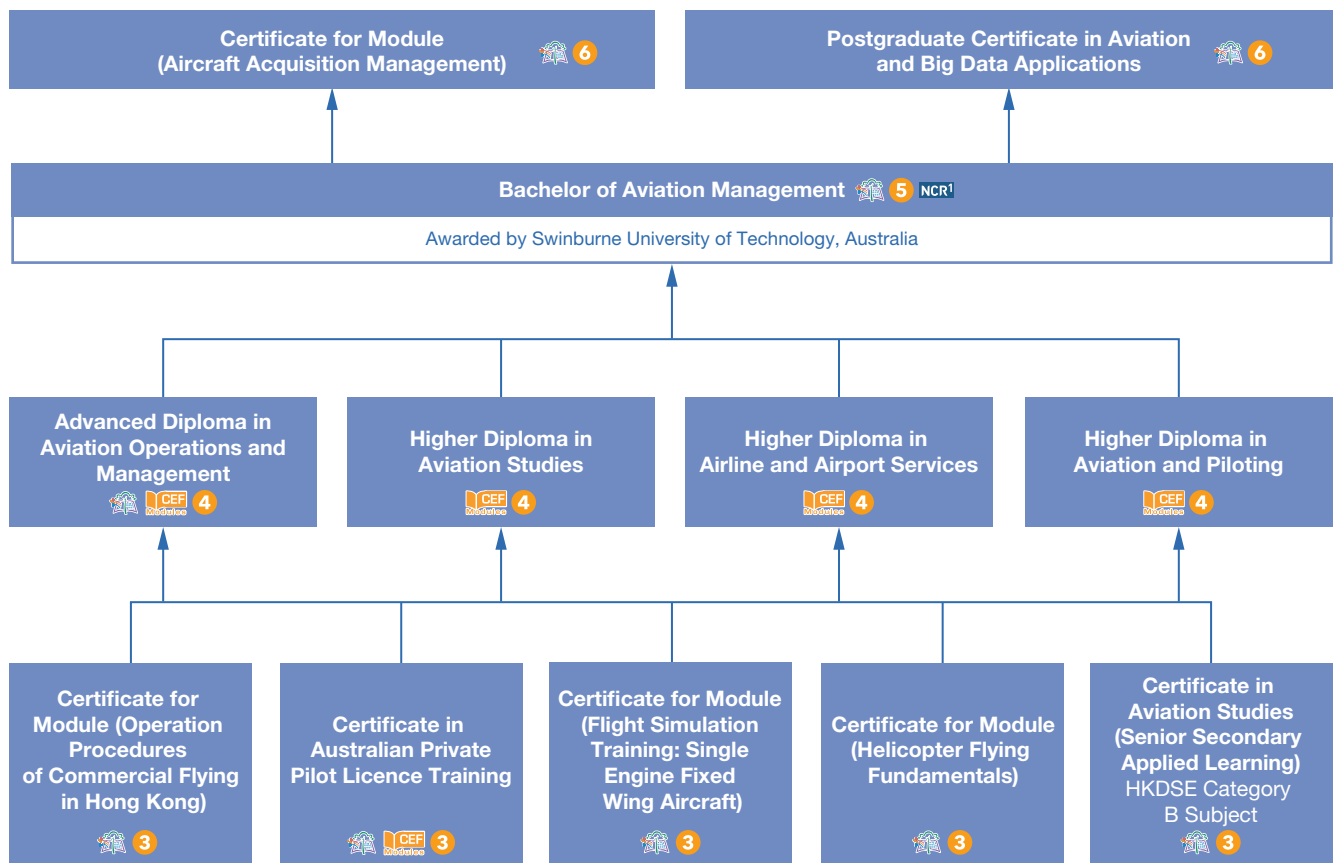 Certificate for Module
(Aircraft Acquisition Management)
6
Postgraduate Certificate in Aviation
and Big Data Applications
6
Bachelor of Aviation Management
5
NCR¹
Awarded by Swinburne University of Technology, Australia
Advanced Diploma in
Aviation Operations and
Management
CEF
Modules
4
Higher Diploma in
Aviation Studies
CEF
Modules
4
Higher Diploma in
Airline and Airport Services
CEF
Modules
4
Higher Diploma in
Aviation and Piloting
CEF
Modules
4
Certificate for
Module (Operation
Procedures
of Commercial Flying
in Hong Kong)
3
Certificate in
Australian Private
Pilot Licence Training
CEF
Modules
3
Certificate for Module
(Flight Simulation
Training: Single
Engine Fixed
Wing Aircraft)
3
Certificate for Module
(Helicopter Flying
Fundamentals)
3
Certificate in
Aviation Studies
(Senior Secondary
Applied Learning)
HKDSE Category
B Subject
3